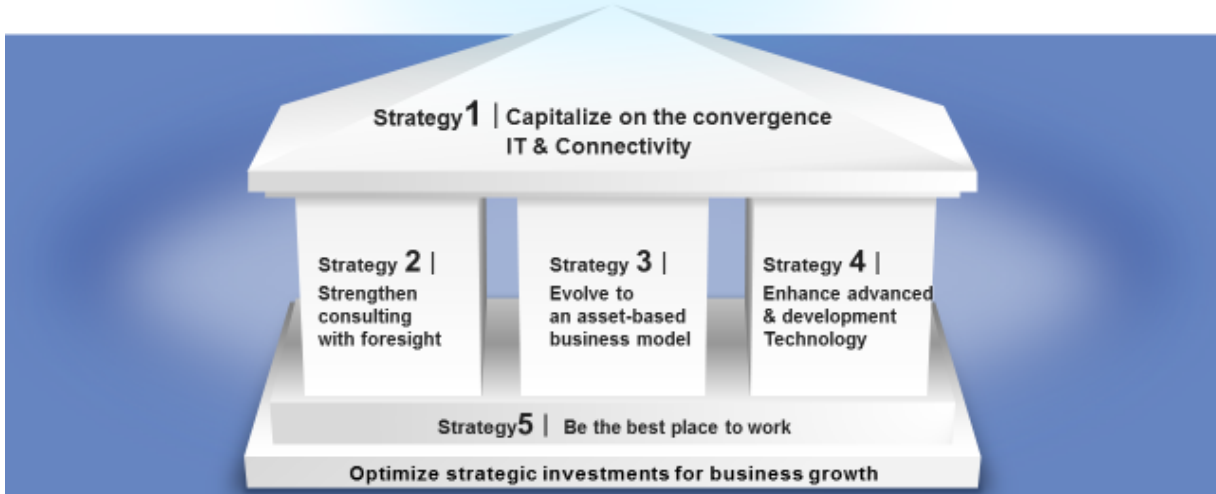 Strategy1 | Capitalize on the convergence
IT & Connectivity
Strategy 2 |
Strengthen
consulting
with foresight
Strategy 3 |
Evolve to
an asset-based
business model
Strategy 4 |
Enhance advanced
& development
Technology
Strategy5 | Be the best place to work
Optimize strategic investments for business growth